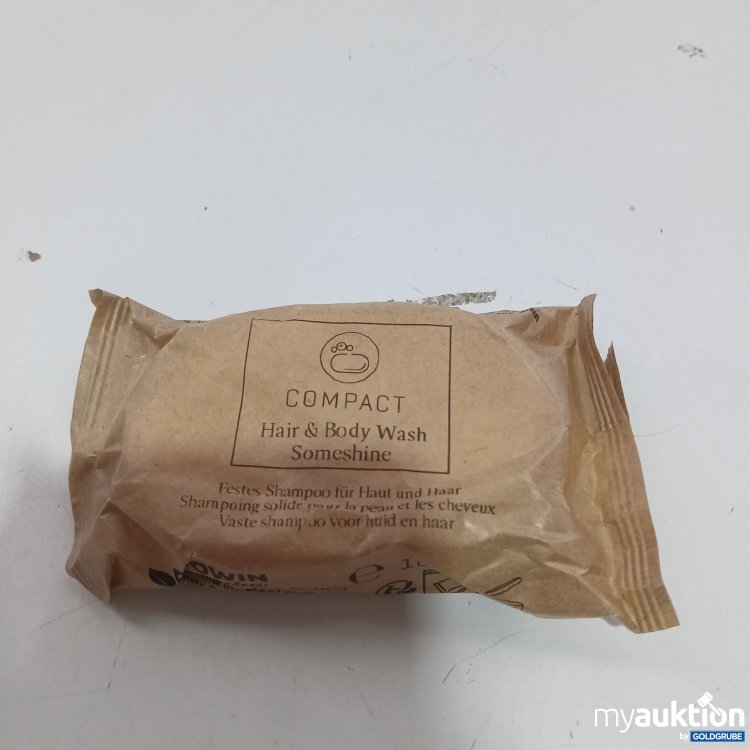 COMPACT
Hair & Body Wash
Someshine
Festes Shampoo für Haut und Haar
Shampoing solide pour la peau et les cheveux
Vaste shampoo voor huid en haar
OWIN
e
myauktion
by GOLDGRUBE